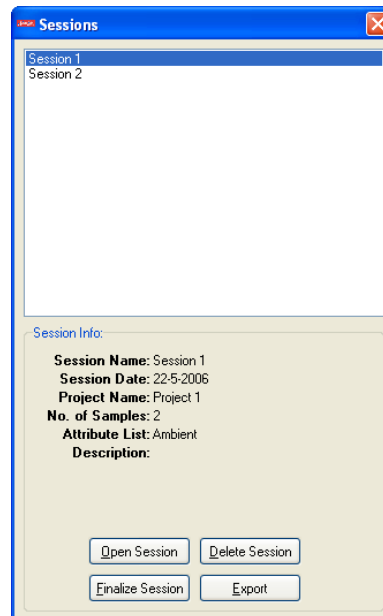 Sessions
Session 1
Session 2
Session Info:
Session Name: Session 1
Session Date: 22-5-2006
Project Name: Project 1
No. of Samples: 2
Attribute List: Ambient
Description:
Open Session Delete Session
Finalize Session Export